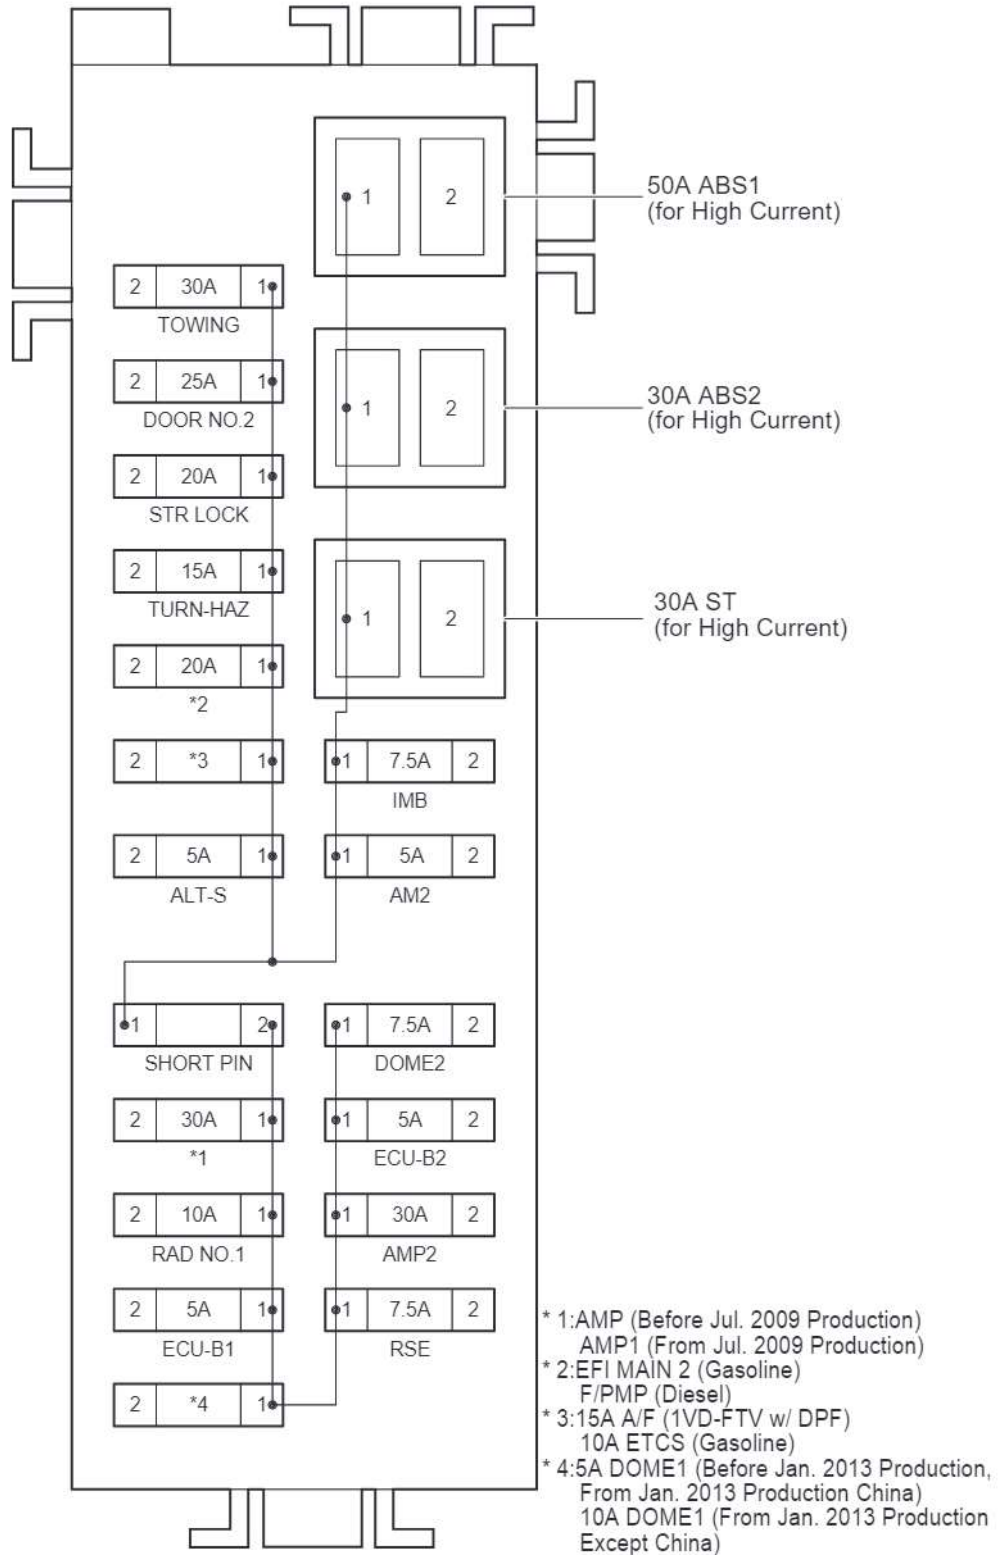 1 2
50A ABS1
(for High Current)
2 30A 1
TOWING
2 25A 1
DOOR NO.2
1 2
30A ABS2
(for High Current)
2 20A 1
STR LOCK
2 15A 1
TURN-HAZ
1 2
30A ST
(for High Current)
2 20A 1
*2
2 *3 1
1 7.5A 2
IMB
2 5A 1
ALT-S
1 5A 2
AM2
1 2
SHORT PIN
1 7.5A 2
DOME2
2 30A 1
*1
1 5A 2
ECU-B2
2 10A 1
RAD NO.1
1 30A 2
AMP2
2 5A 1
ECU-B1
1 7.5A 2
RSE
2 *4 1
* 1:AMP (Before Jul. 2009 Production)
AMP1 (From Jul. 2009 Production)
* 2:EFI MAIN 2 (Gasoline)
F/PMP (Diesel)
* 3:15A A/F (1VD-FTV w/ DPF)
10A ETCS (Gasoline)
* 4:5A DOME1 (Before Jan. 2013 Production,
From Jan. 2013 Production China)
10A DOME1 (From Jan. 2013 Production
Except China)